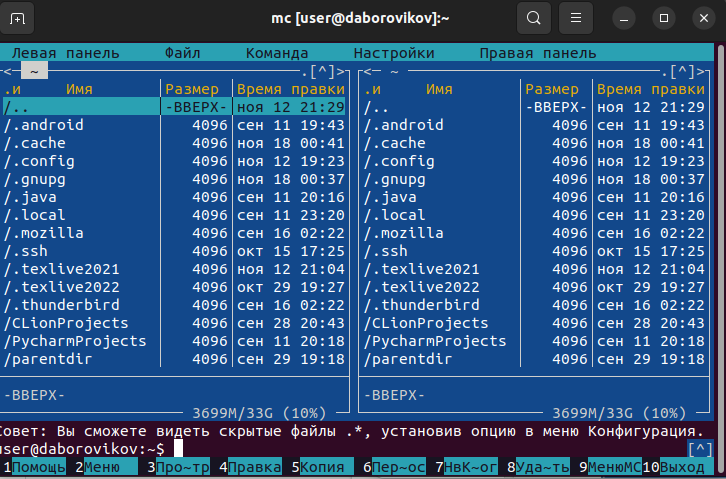 mc [user@daborovikov]:~
Левая панель Файл Команда Настройки Правая панель
<— ~ .[^]> <— ~ .[^]>
.и Имя Размер Время правки .и Имя Размер Время правки
/.. -ВВЕРХ- ноя 12 21:29 /.. -ВВЕРХ- ноя 12 21:29
/.android 4096 сен 11 19:43 /.android 4096 сен 11 19:43
/.cache 4096 ноя 18 00:41 /.cache 4096 ноя 18 00:41
/.config 4096 ноя 12 19:23 /.config 4096 ноя 12 19:23
/.gnupg 4096 ноя 18 00:37 /.gnupg 4096 ноя 18 00:37
/.java 4096 сен 11 20:16 /.java 4096 сен 11 20:16
/.local 4096 сен 11 23:20 /.local 4096 сен 11 23:20
/.mozilla 4096 сен 16 02:22 /.mozilla 4096 сен 16 02:22
/.ssh 4096 окт 15 17:25 /.ssh 4096 окт 15 17:25
/.texlive2021 4096 ноя 12 21:04 /.texlive2021 4096 ноя 12 21:04
/.texlive2022 4096 окт 29 19:27 /.texlive2022 4096 окт 29 19:27
/.thunderbird 4096 сен 16 02:22 /.thunderbird 4096 сен 16 02:22
/CLionProjects 4096 сен 28 20:43 /CLionProjects 4096 сен 28 20:43
/PycharmProjects 4096 сен 11 20:18 /PycharmProjects 4096 сен 11 20:18
/parentdir 4096 сен 29 19:18 /parentdir 4096 сен 29 19:18
-ВВЕРХ- -ВВЕРХ-
3699M/33G (10%) 3699M/33G (10%)
Совет: Вы сможете видеть скрытые файлы .*, установив опцию в меню Конфигурация.
user@daborovikov:~$ [^]
1Помощь 2Меню 3Про~тр 4Правка 5Копия 6Пер~ос 7НвК~ог 8Уда~ть 9МенюМС 10Выход